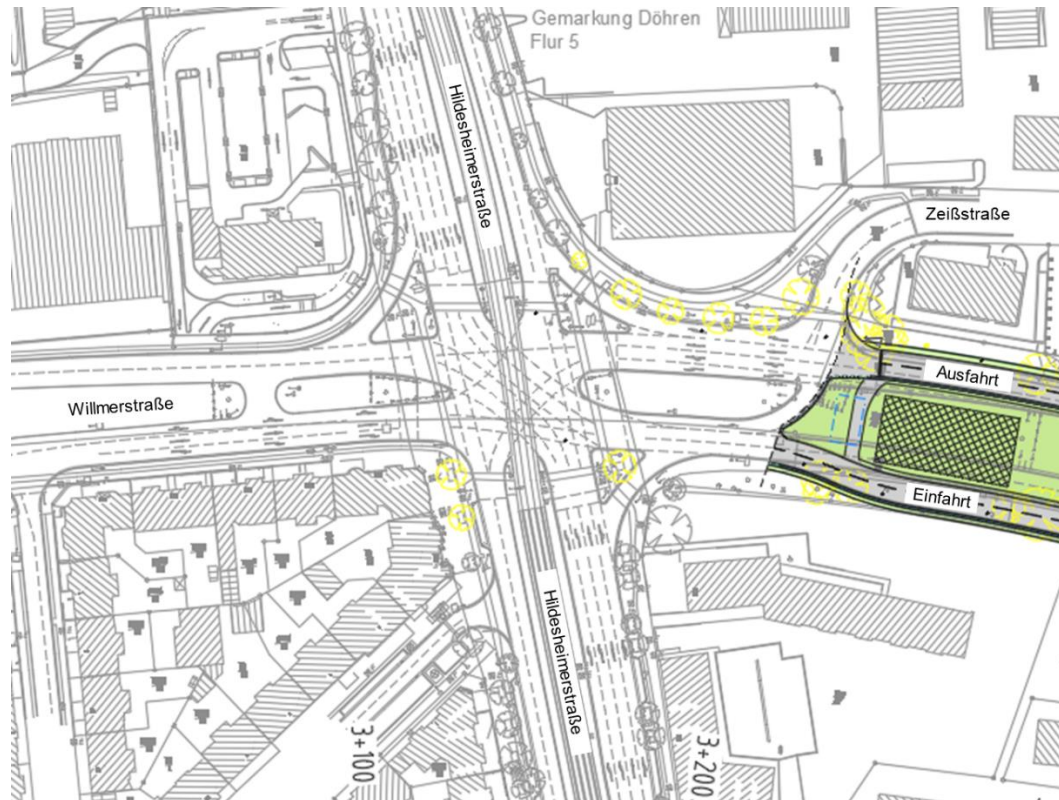 Gemarkung Döhren
Flur 5
Hildesheimerstraße
Zeißstraße
Ausfahrt
Willmerstraße
Einfahrt
Hildesheimerstraße
3+100
3+200